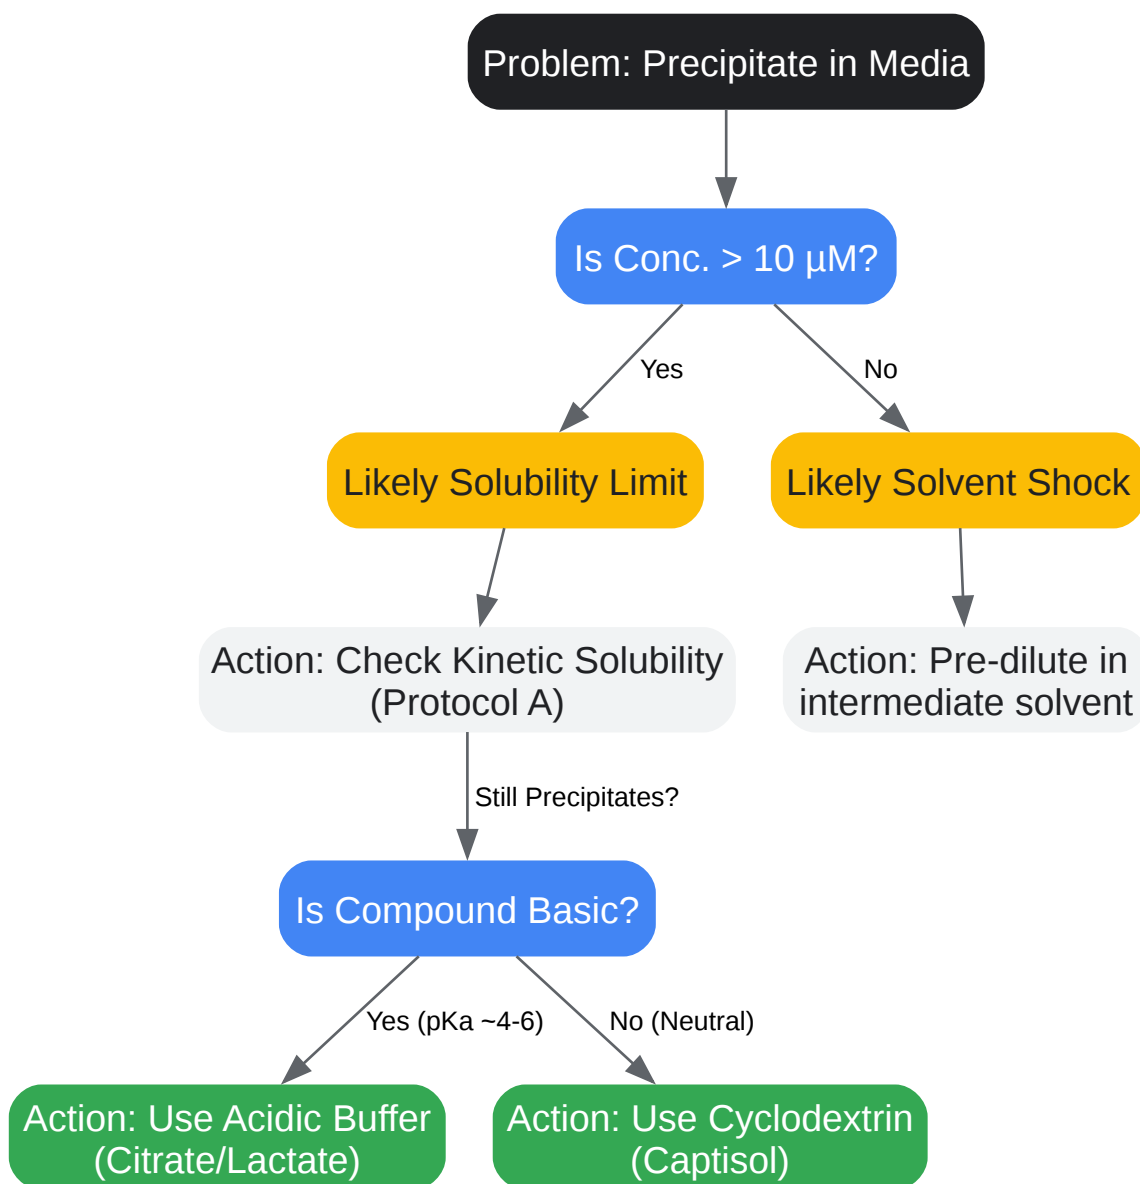 Problem: Precipitate in Media
Is Conc. > 10 µM?
Yes
No
Likely Solubility Limit
Likely Solvent Shock
Action: Check Kinetic Solubility
(Protocol A)
Action: Pre-dilute in
intermediate solvent
Still Precipitates?
Is Compound Basic?
Yes (pKa ~4-6)
No (Neutral)
Action: Use Acidic Buffer
(Citrate/Lactate)
Action: Use Cyclodextrin
(Captisol)